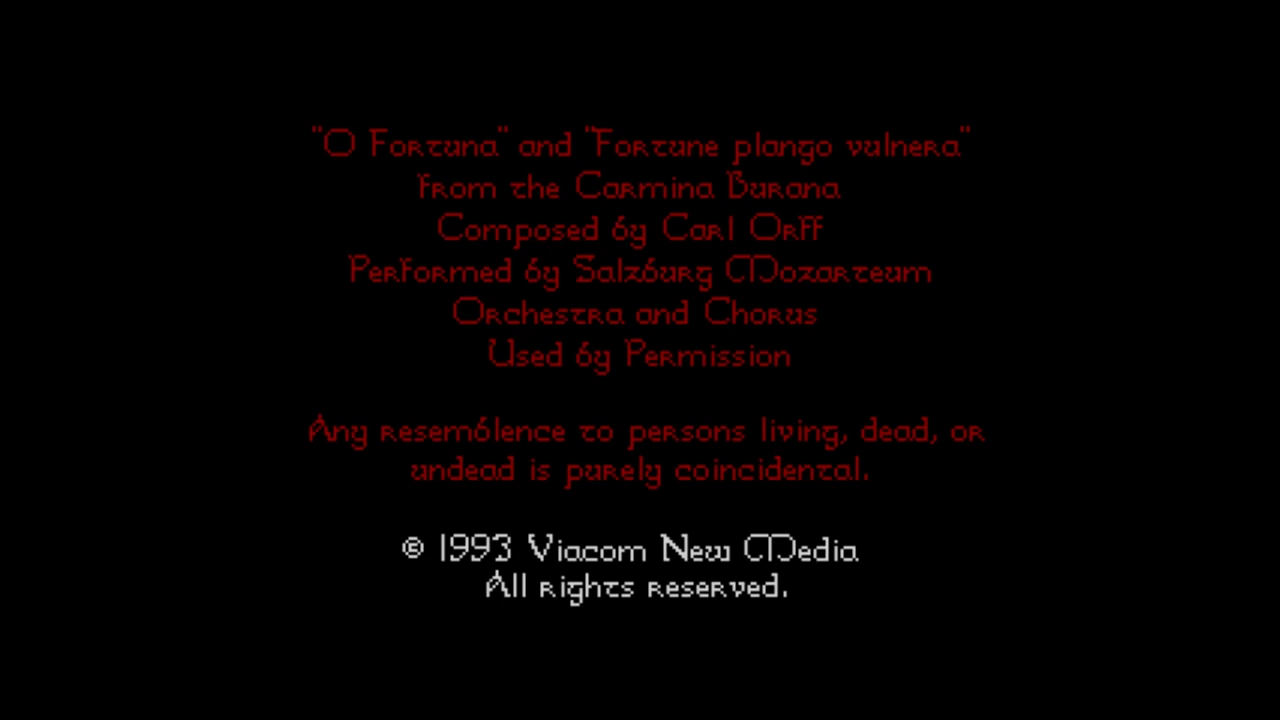 "O Fortuna" and "Fortune plango vulnera"
from the Carmina Burana
Composed by Carl Orff
Performed by Salzburg Mozarteum
Orchestra and Chorus
Used by Permission
Any resemblence to persons living, dead, or
undead is purely coincidental.
© 1993 Viacom New Media
All rights reserved.